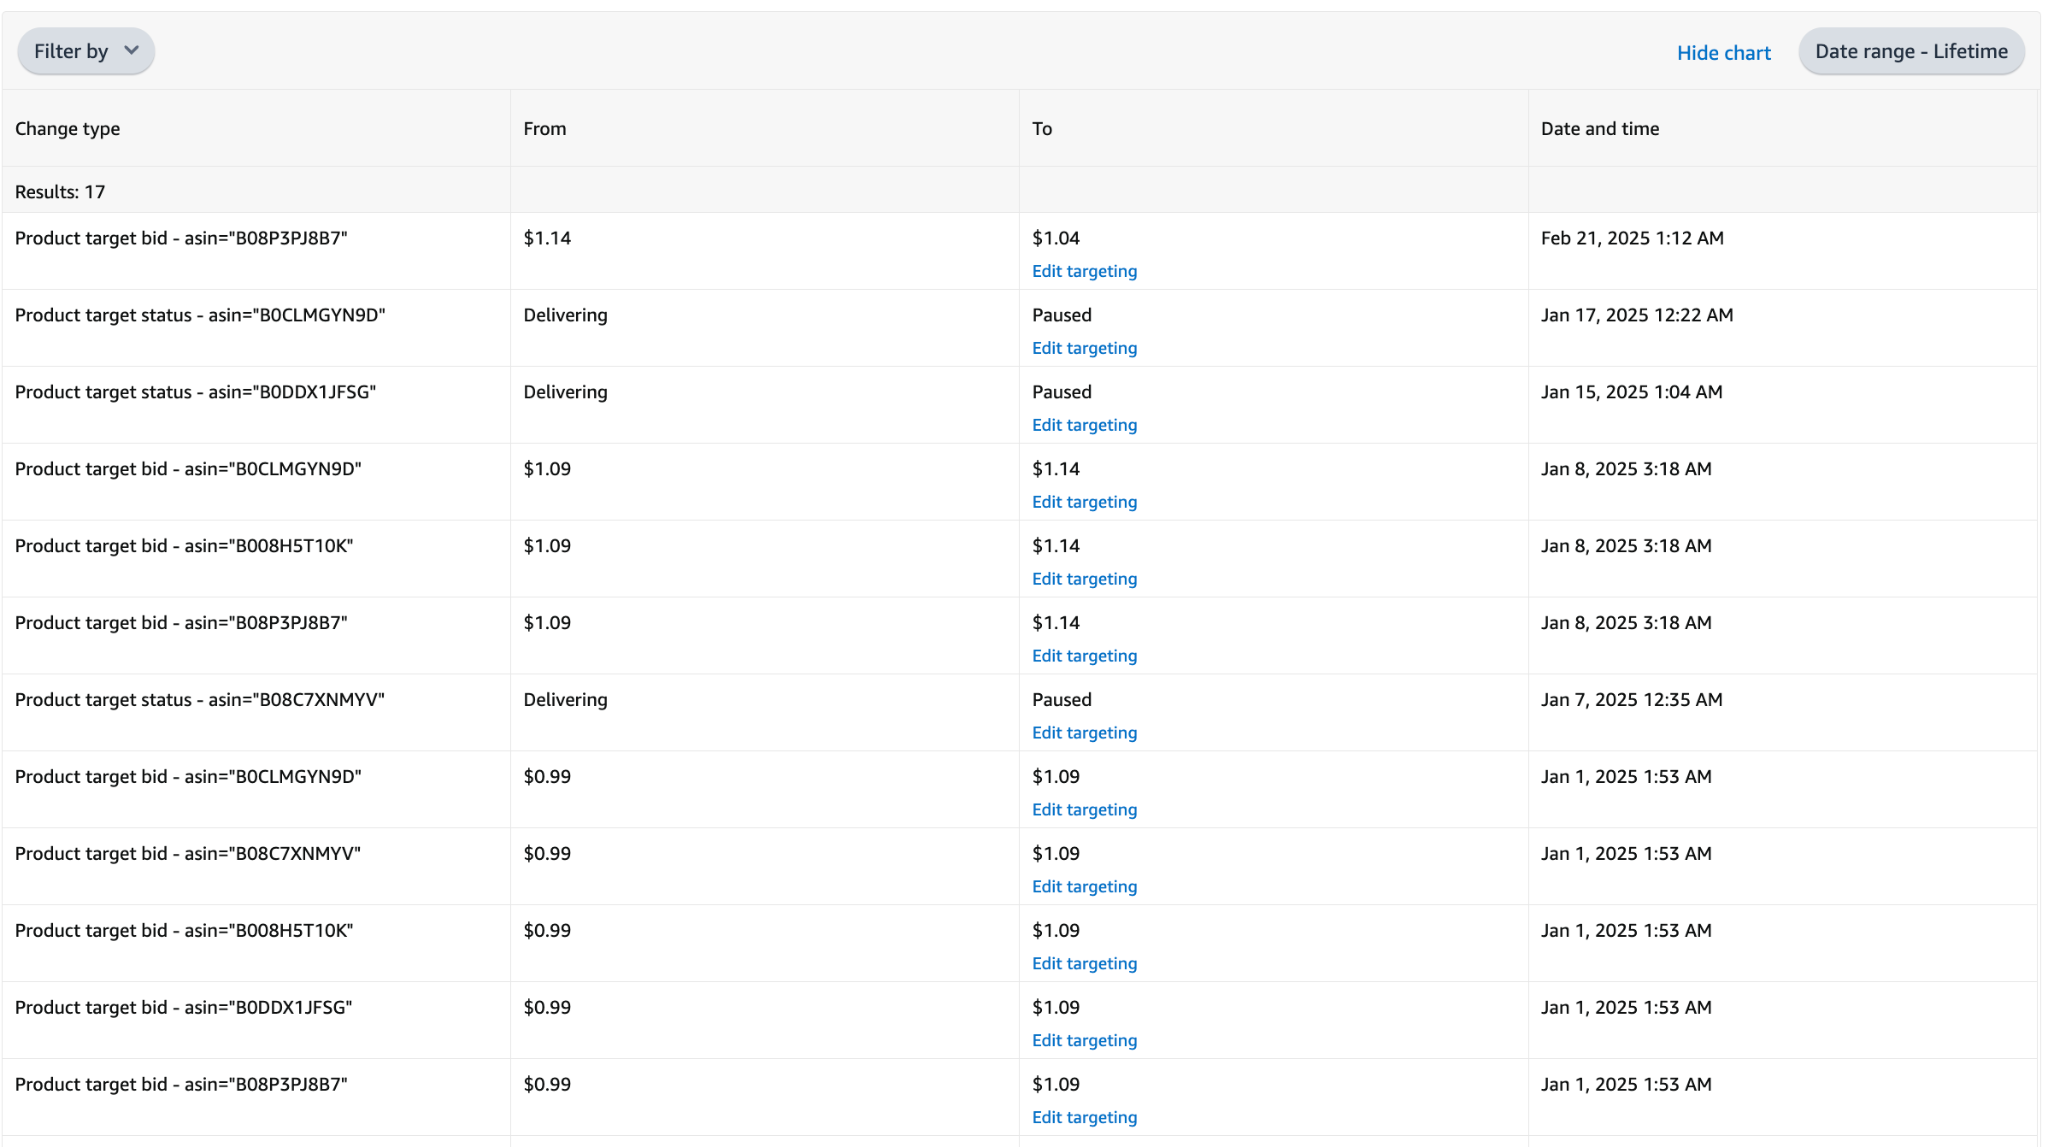 Filter by
Hide chart
Date range - Lifetime
Change type From To Date and time
Results: 17
Product target bid - asin="B08P3PJ8B7" $1.14 $1.04 Feb 21, 2025 1:12 AM
Edit targeting
Product target status - asin="B0CLMGYN9D" Delivering Paused Jan 17, 2025 12:22 AM
Edit targeting
Product target status - asin="B0DDX1JFSG" Delivering Paused Jan 15, 2025 1:04 AM
Edit targeting
Product target bid - asin="B0CLMGYN9D" $1.09 $1.14 Jan 8, 2025 3:18 AM
Edit targeting
Product target bid - asin="B008H5T10K" $1.09 $1.14 Jan 8, 2025 3:18 AM
Edit targeting
Product target bid - asin="B08P3PJ8B7" $1.09 $1.14 Jan 8, 2025 3:18 AM
Edit targeting
Product target status - asin="B08C7XNMYV" Delivering Paused Jan 7, 2025 12:35 AM
Edit targeting
Product target bid - asin="B0CLMGYN9D" $0.99 $1.09 Jan 1, 2025 1:53 AM
Edit targeting
Product target bid - asin="B08C7XNMYV" $0.99 $1.09 Jan 1, 2025 1:53 AM
Edit targeting
Product target bid - asin="B008H5T10K" $0.99 $1.09 Jan 1, 2025 1:53 AM
Edit targeting
Product target bid - asin="B0DDX1JFSG" $0.99 $1.09 Jan 1, 2025 1:53 AM
Edit targeting
Product target bid - asin="B08P3PJ8B7" $0.99 $1.09 Jan 1, 2025 1:53 AM
Edit targeting